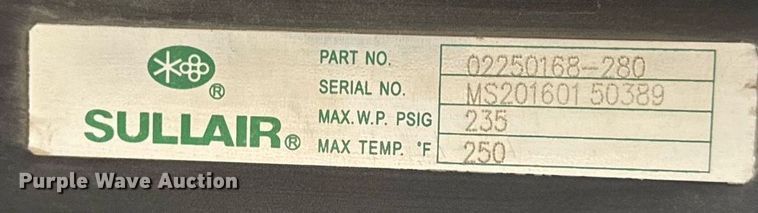 PART NO. 02250168-280
SERIAL NO. MS201601 50389
MAX.W.P. PSIG 235
MAX TEMP. °F 250
®
SULLAIR®
Purple Wave Auction